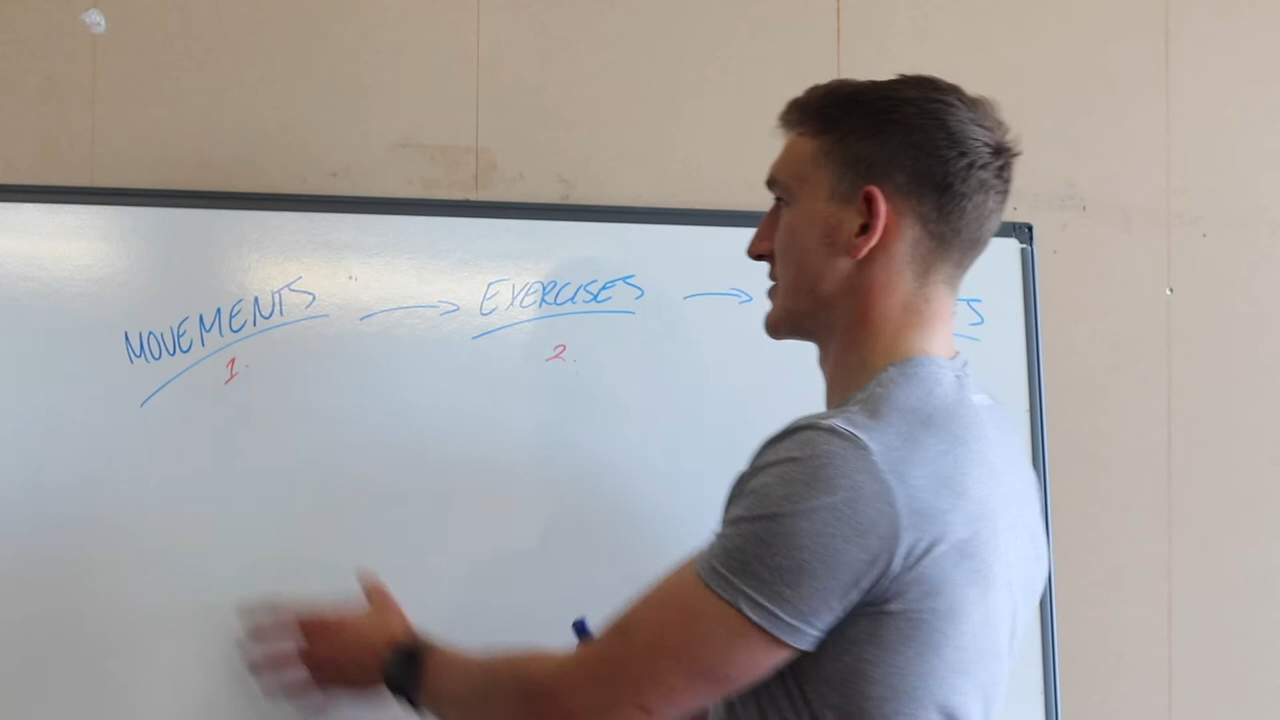 MOVEMENTS → EXERCISES →
1. 2.